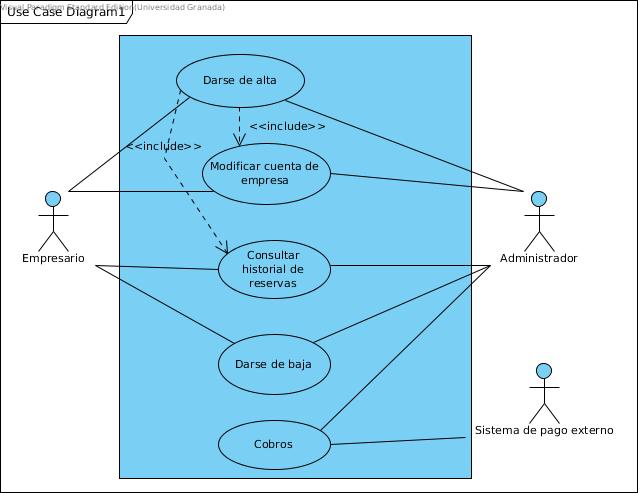 Visual Paradigm Standard Edition(Universidad Granada)
Use Case Diagram1
Darse de alta
<<include>>
<<include>>
Modificar cuenta de
empresa
Empresario
Administrador
Consultar
historial de
reservas
Darse de baja
Sistema de pago externo
Cobros